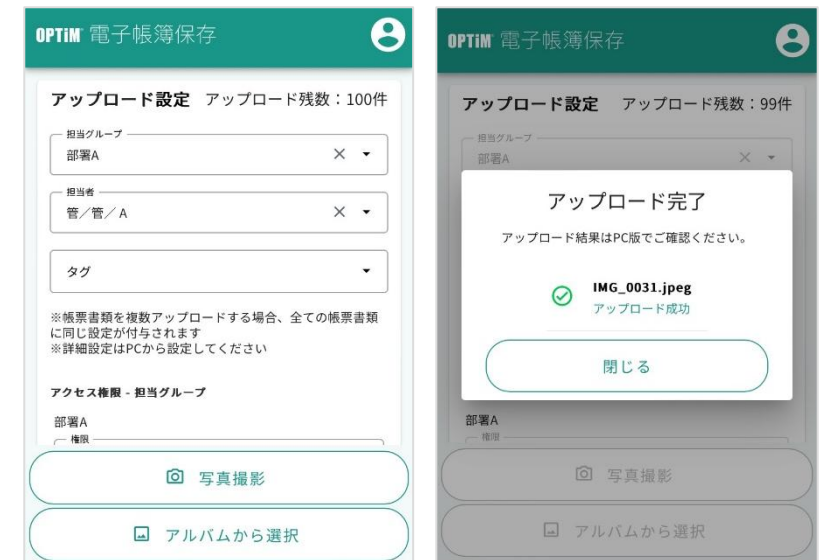 OPTiM 電子帳簿保存
アップロード設定 アップロード残数：100件
担当グループ
部署A
担当者
管／管／A
タグ
※帳票書類を複数アップロードする場合、全ての帳票書類
に同じ設定が付与されます
※詳細設定はPCから設定してください
アクセス権限 - 担当グループ
部署A
権限
写真撮影
アルバムから選択
OPTiM 電子帳簿保存
アップロード設定 アップロード残数：99件
担当グループ
部署A
アップロード完了
アップロード結果はPC版でご確認ください。
IMG_0031.jpeg
アップロード成功
閉じる
部署A
権限
写真撮影
アルバムから選択